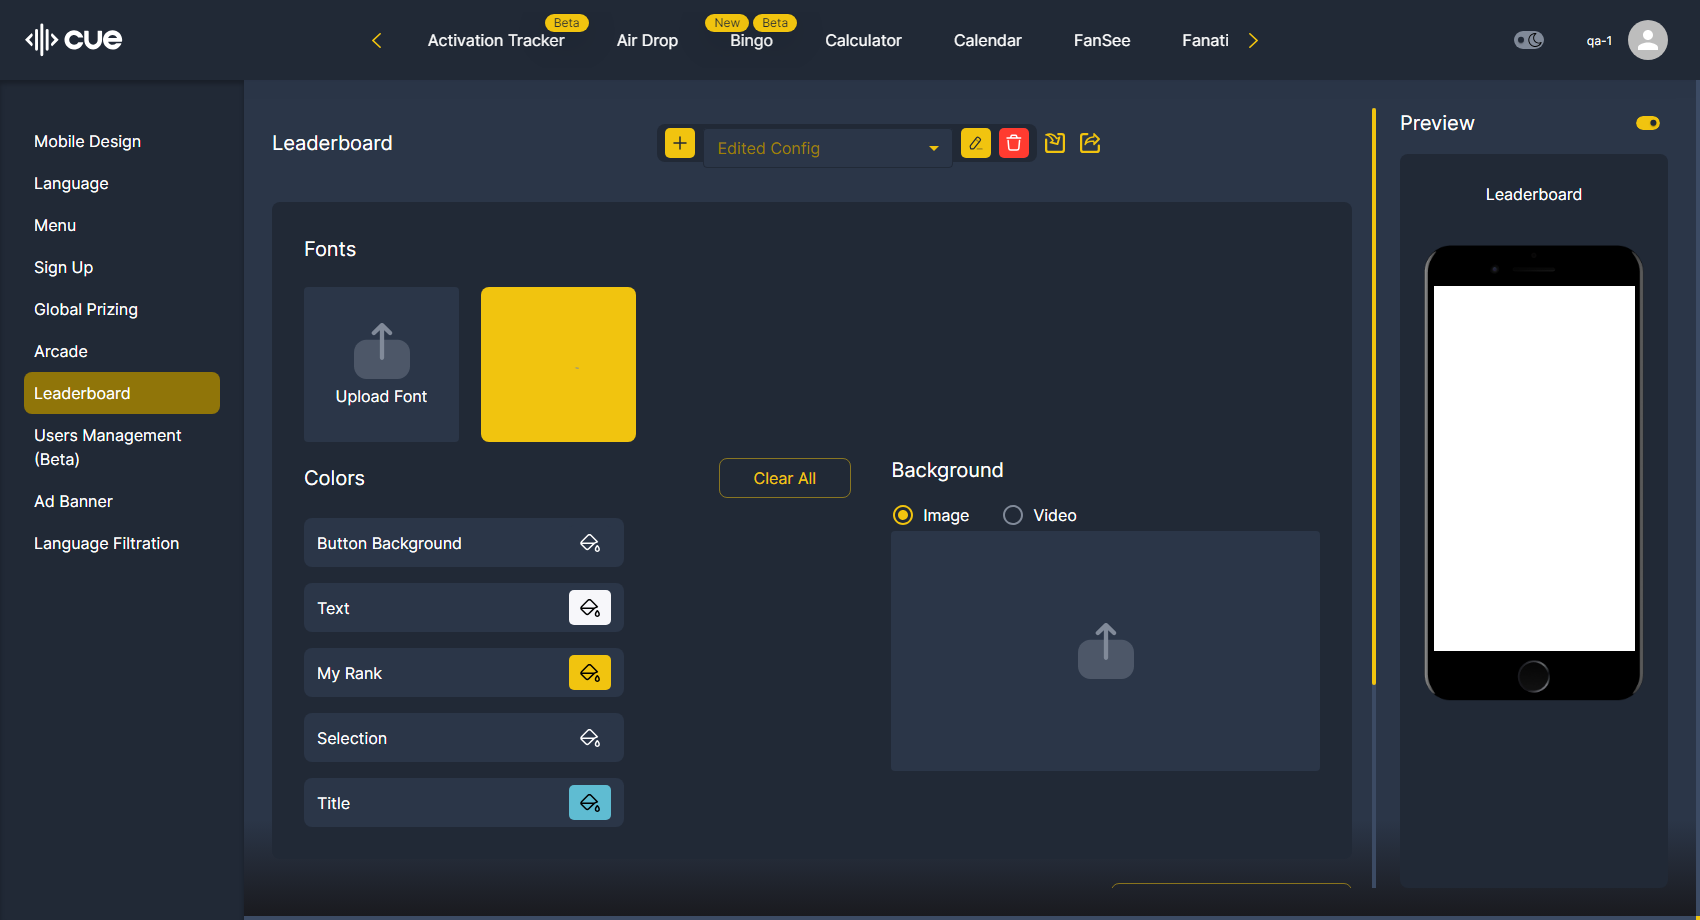 cue
Activation Tracker
Beta
Air Drop
New
Beta
Bingo
Calculator
Calendar
FanSee
Fanati
qa-1
Mobile Design
Language
Menu
Sign Up
Global Prizing
Arcade
Leaderboard
Users Management
(Beta)
Ad Banner
Language Filtration
Leaderboard
Edited Config
Fonts
Upload Font
Colors
Clear All
Button Background
Text
My Rank
Selection
Title
Background
Image
Video
Preview
Leaderboard